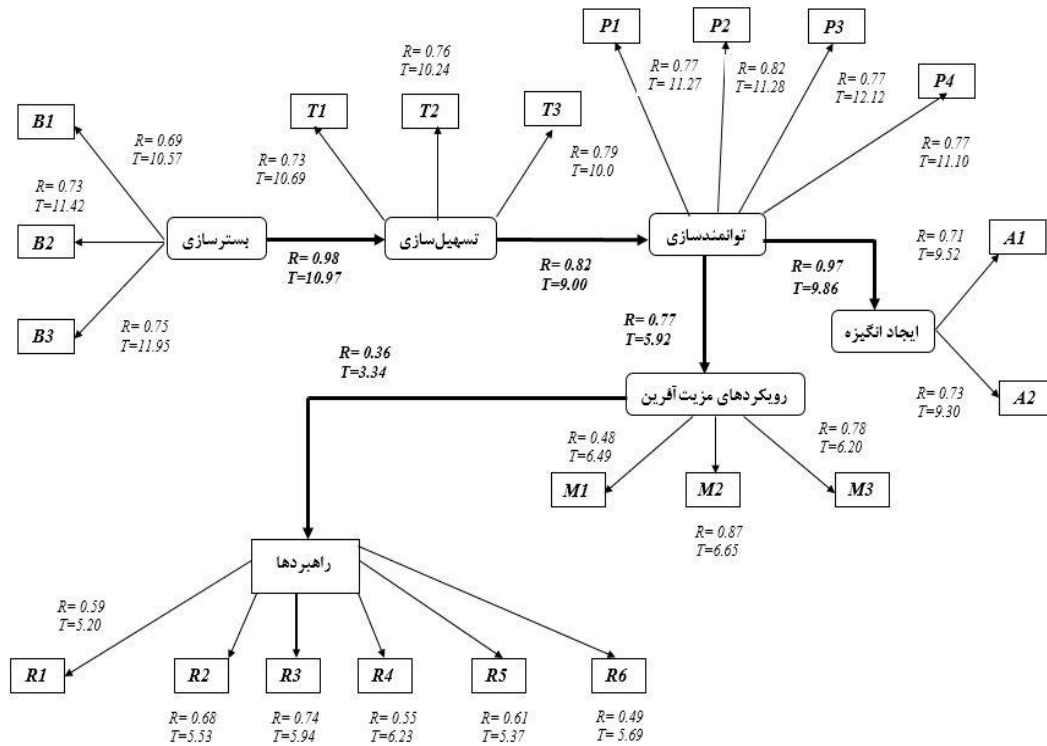 P1
P2
P3
P4
R= 0.77
T= 11.27
R= 0.82
T=11.28
R= 0.77
T=12.12
R= 0.77
T=11.10
R= 0.76
T=10.24
T1
T2
T3
R= 0.73
T=10.69
R= 0.79
T=10.0
B1
B2
B3
R= 0.69
T=10.57
R= 0.73
T=11.42
R= 0.75
T=11.95
بسترسازی
R= 0.98
T=10.97
تسهیل‌سازی
R= 0.82
T=9.00
توانمندسازی
R= 0.97
T=9.86
R= 0.77
T=5.92
ایجاد انگیزه
A1
R= 0.71
T=9.52
A2
R= 0.73
T=9.30
رویکردهای مزیت‌آفرین
R= 0.36
T=3.34
R= 0.48
T=6.49
R= 0.78
T=6.20
M1
M2
M3
R= 0.87
T=6.65
راهبردها
R= 0.59
T=5.20
R1
R2
R3
R4
R5
R6
R= 0.68
T=5.53
R= 0.74
T=5.94
R= 0.55
T=6.23
R= 0.61
T=5.37
R= 0.49
T= 5.69